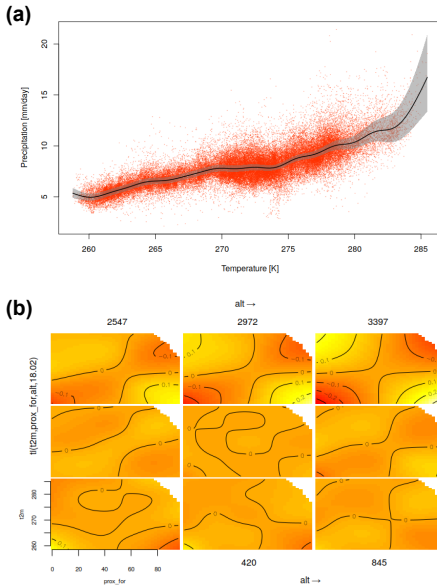 (a)
Precipitation [mm/day]
20
15
10
5
260 265 270 275 280 285
Temperature [K]
(b)
alt→
2547 2972 3397
ti(t2m,prox_for,alt,18.02)
t2m
280
270
260
0 20 40 60 80
prox_for
420 845
alt→